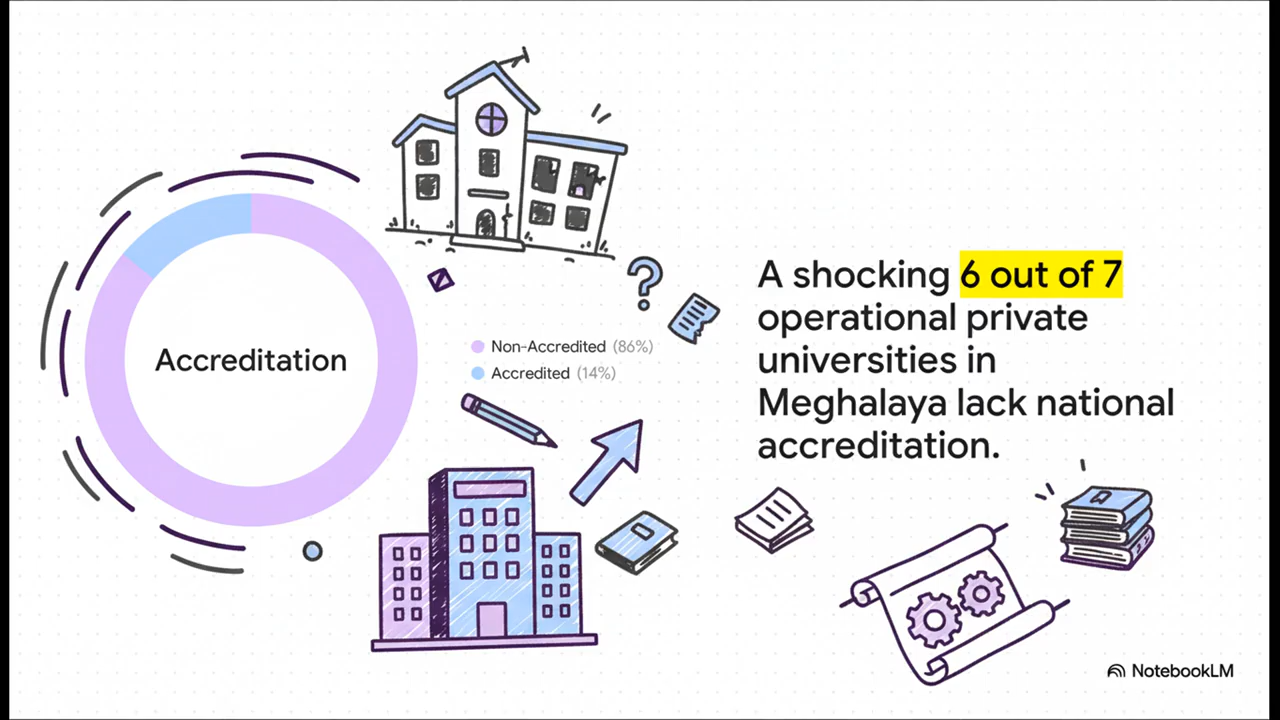 Accreditation
Non-Accredited (86%)
Accredited (14%)
A shocking 6 out of 7
operational private
universities in
Meghalaya lack national
accreditation.
NotebookLM